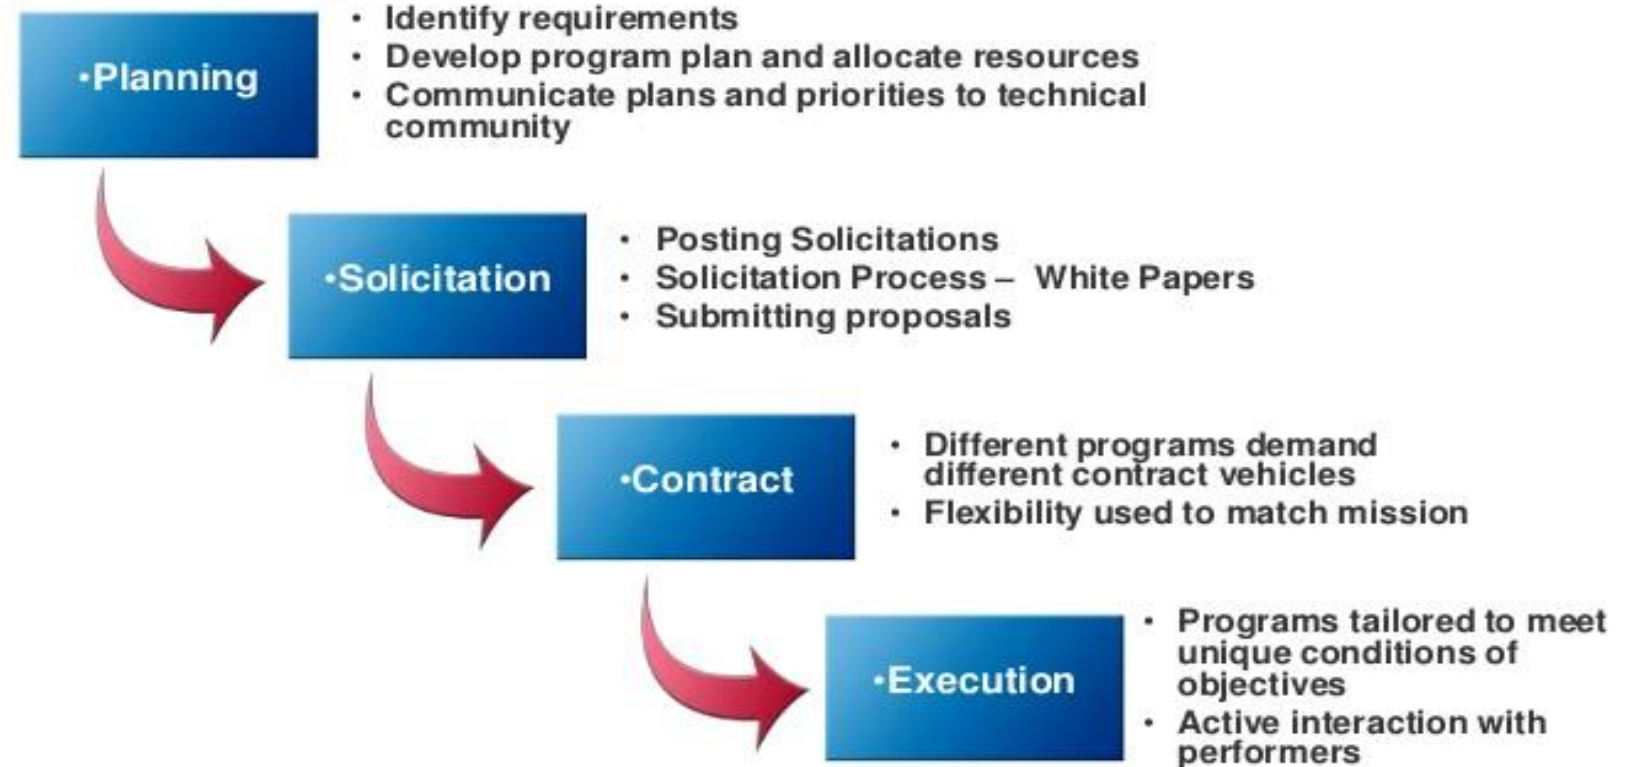 •Planning
• Identify requirements
• Develop program plan and allocate resources
• Communicate plans and priorities to technical
community
•Solicitation
• Posting Solicitations
• Solicitation Process – White Papers
• Submitting proposals
•Contract
• Different programs demand
different contract vehicles
• Flexibility used to match mission
•Execution
• Programs tailored to meet
unique conditions of
objectives
• Active interaction with
performers